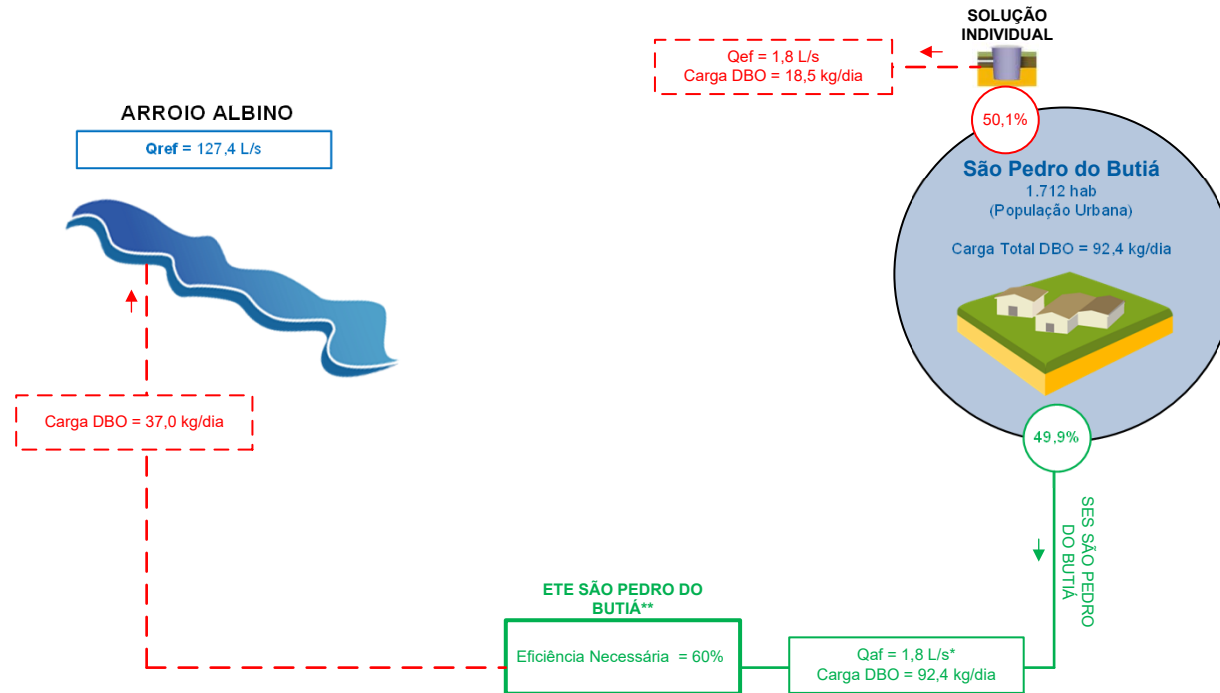 SOLUÇÃO
INDIVIDUAL
Qef = 1,8 L/s
Carga DBO = 18,5 kg/dia
ARROIO ALBINO
Qref = 127,4 L/s
50,1%
São Pedro do Butiá
1.712 hab
(População Urbana)
Carga Total DBO = 92,4 kg/dia
Carga DBO = 37,0 kg/dia
49,9%
SES SÃO PEDRO
DO BUTIÁ
ETE SÃO PEDRO DO
BUTIÁ**
Eficiência Necessária = 60%
Qaf = 1,8 L/s*
Carga DBO = 92,4 kg/dia